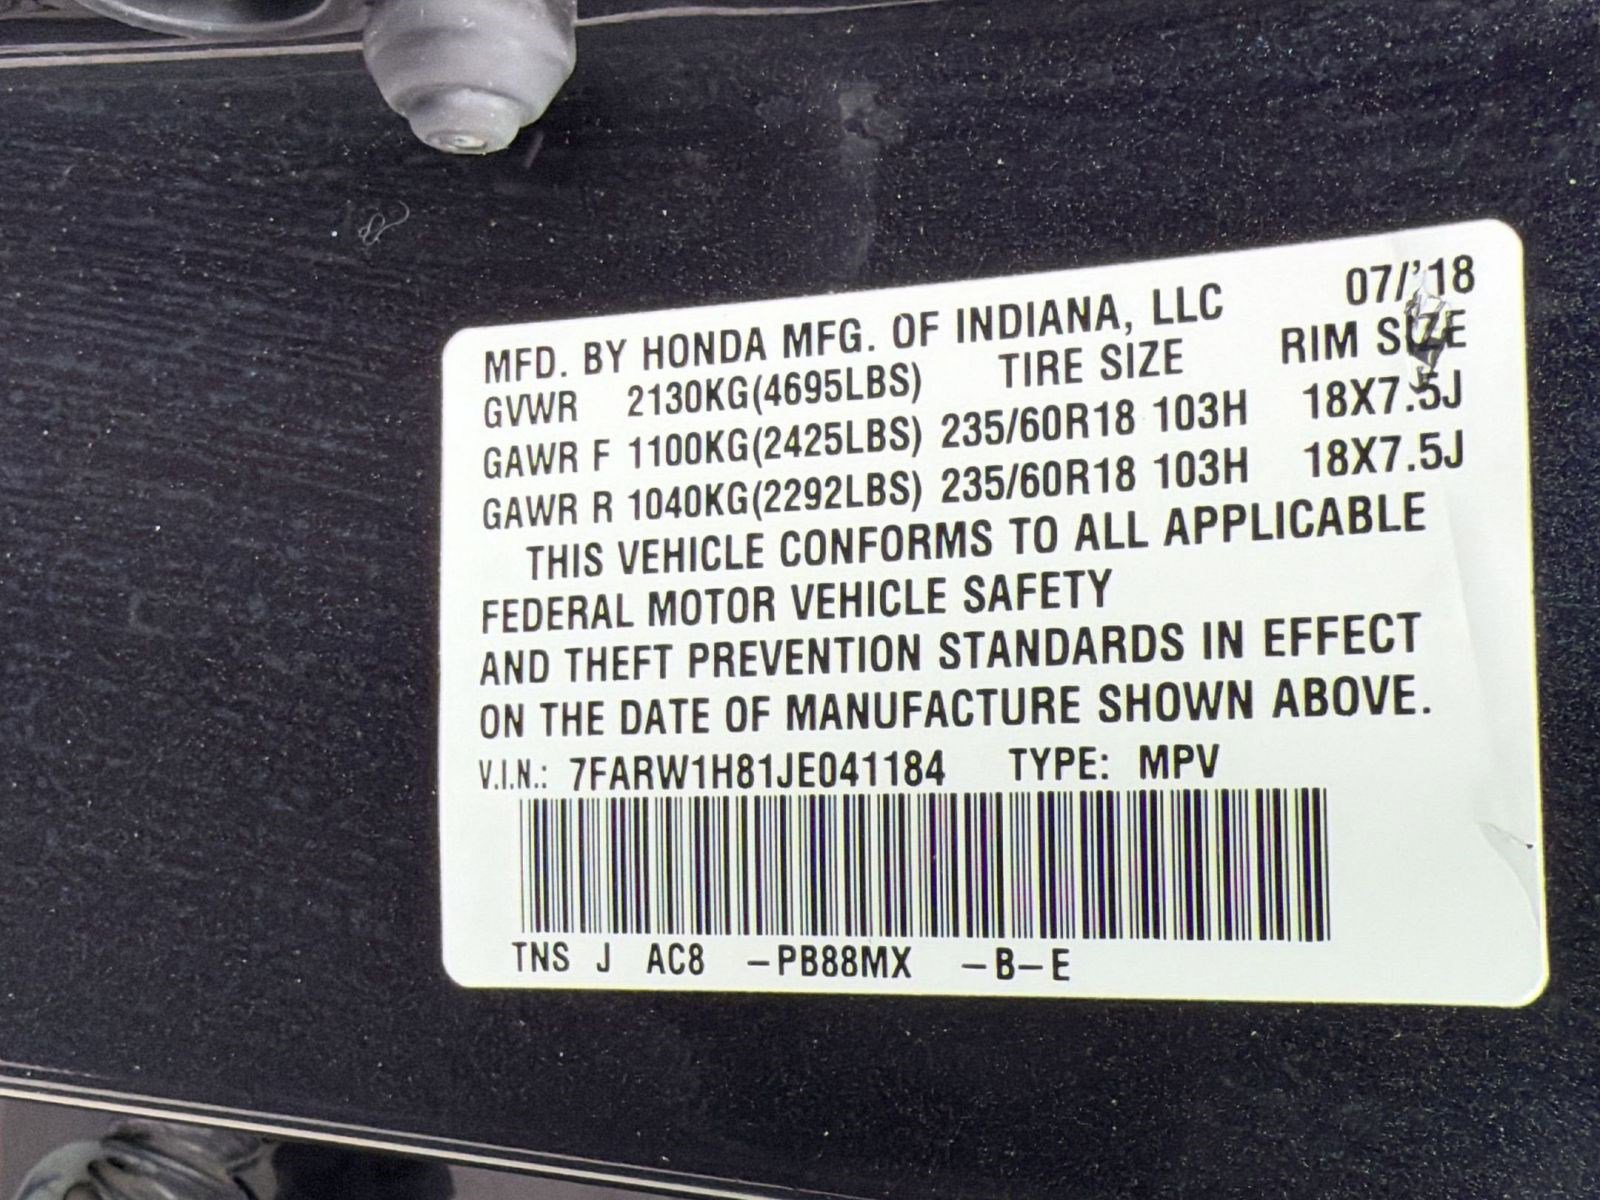 MFD. BY HONDA MFG. OF INDIANA, LLC 07/'18
GVWR 2130KG(4695LBS) TIRE SIZE RIM SIZE
GAWR F 1100KG(2425LBS) 235/60R18 103H 18X7.5J
GAWR R 1040KG(2292LBS) 235/60R18 103H 18X7.5J
THIS VEHICLE CONFORMS TO ALL APPLICABLE
FEDERAL MOTOR VEHICLE SAFETY
AND THEFT PREVENTION STANDARDS IN EFFECT
ON THE DATE OF MANUFACTURE SHOWN ABOVE.
V.I.N.: 7FARW1H81JE041184 TYPE: MPV
TNS J AC8 -PB88MX -B-E